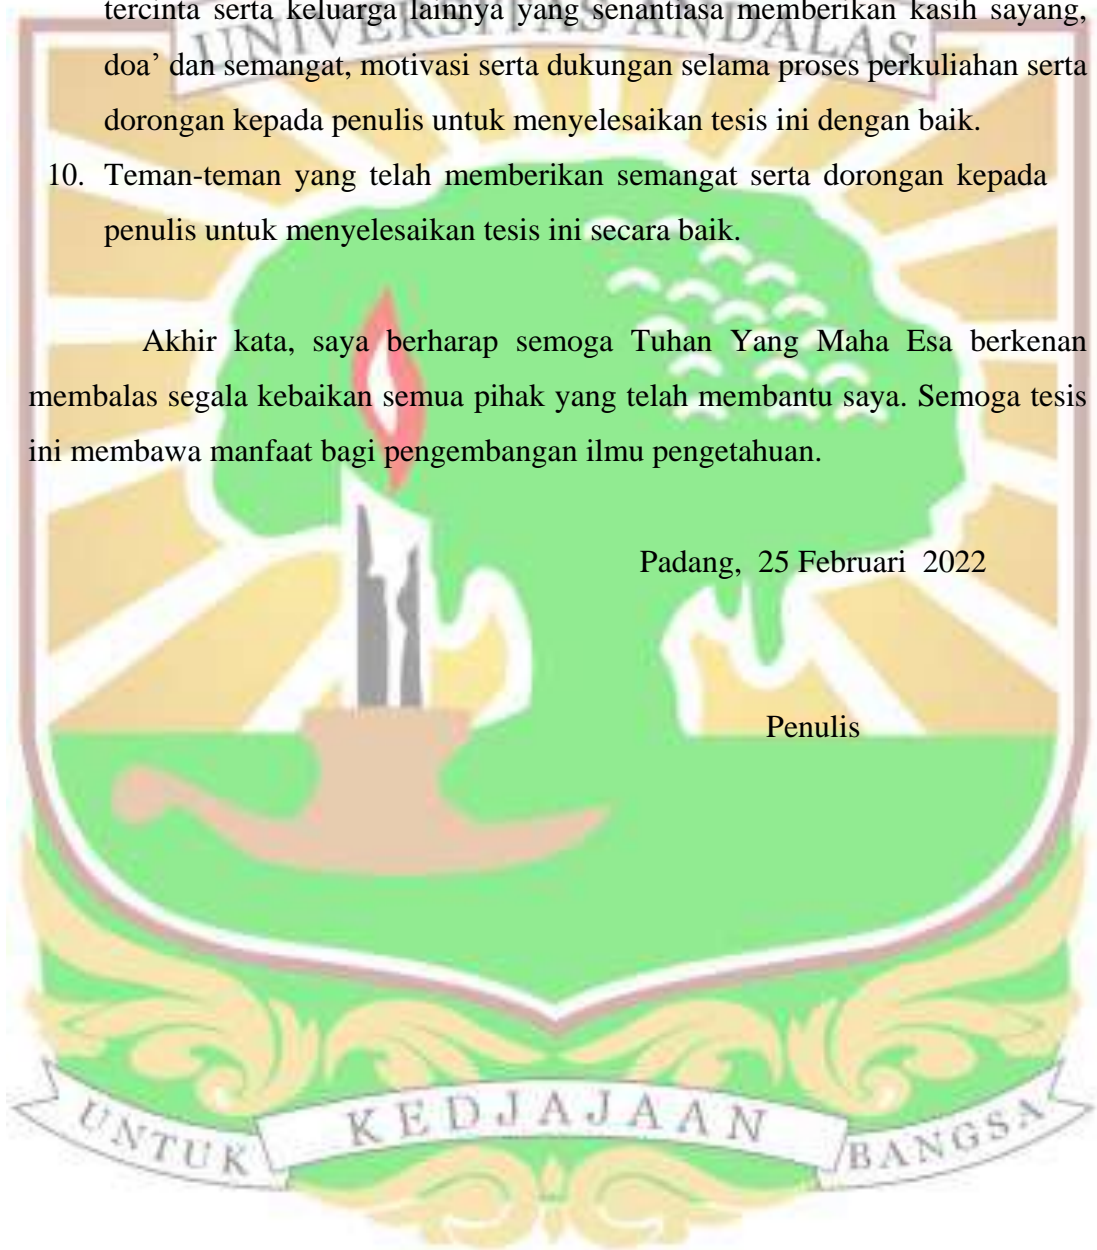 tercinta serta keluarga lainnya yang senantiasa memberikan kasih sayang,
UNIVERSITAS ANDALAS
doa’ dan semangat, motivasi serta dukungan selama proses perkuliahan serta
dorongan kepada penulis untuk menyelesaikan tesis ini dengan baik.
10. Teman-teman yang telah memberikan semangat serta dorongan kepada
penulis untuk menyelesaikan tesis ini secara baik.
Akhir kata, saya berharap semoga Tuhan Yang Maha Esa berkenan
membalas segala kebaikan semua pihak yang telah membantu saya. Semoga tesis
ini membawa manfaat bagi pengembangan ilmu pengetahuan.
Padang, 25 Februari 2022
Penulis
UNTUK KEDJAJAAN BANGSA